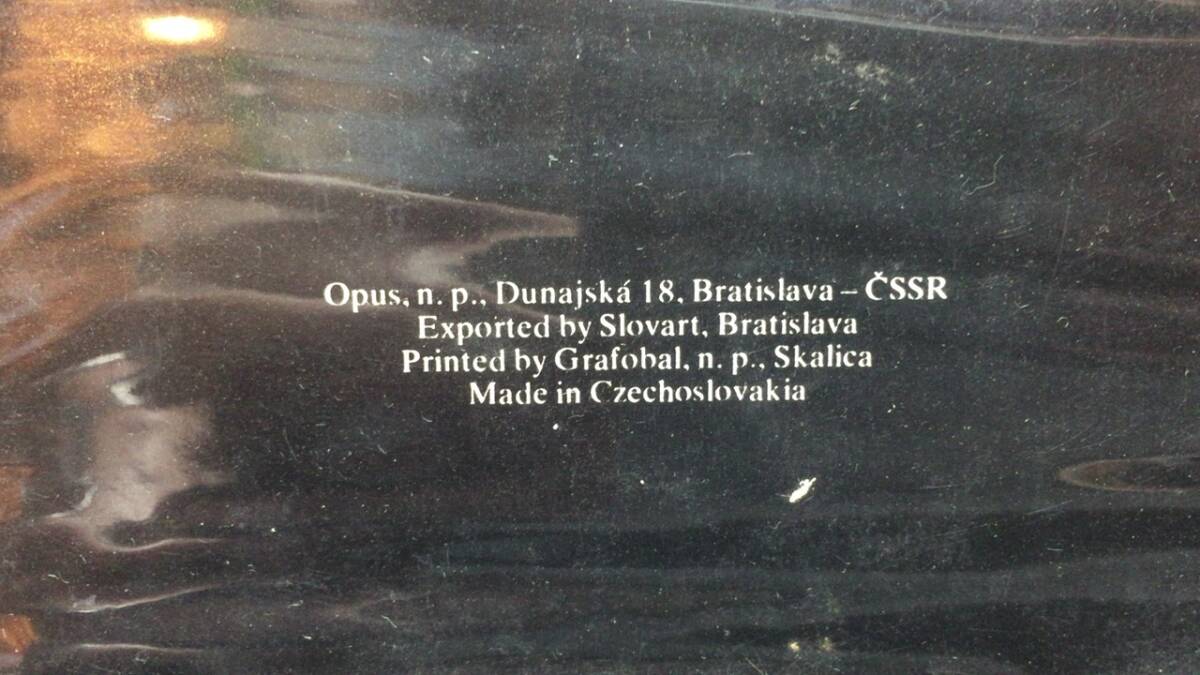 Opus, n. p., Dunajská 18, Bratislava – ČSSR
Exported by Slovart, Bratislava
Printed by Grafobal, n. p., Skalica
Made in Czechoslovakia